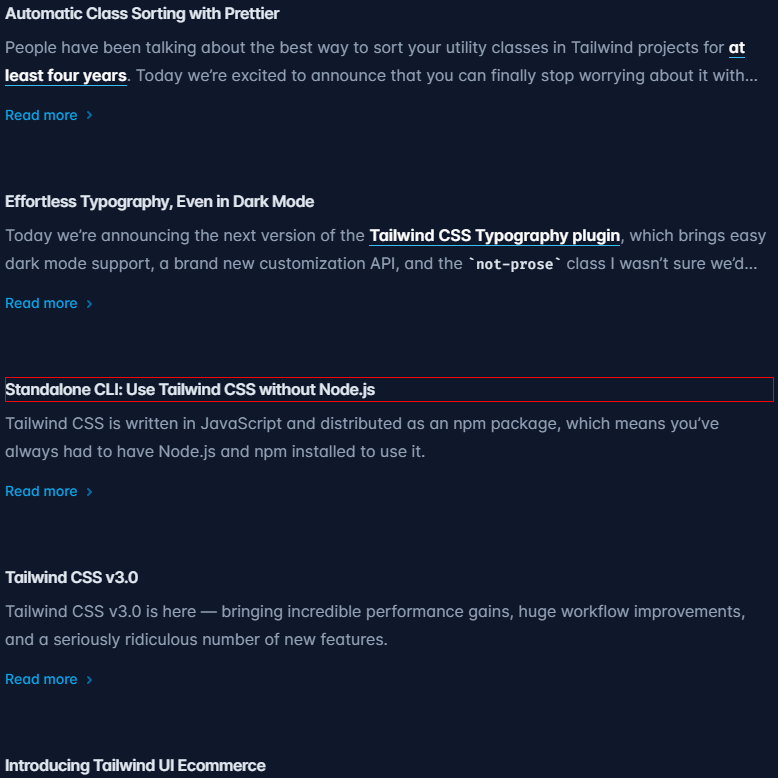 Automatic Class Sorting with Prettier
People have been talking about the best way to sort your utility classes in Tailwind projects for at
least four years. Today we’re excited to announce that you can finally stop worrying about it with...
Read more
Effortless Typography, Even in Dark Mode
Today we’re announcing the next version of the Tailwind CSS Typography plugin, which brings easy
dark mode support, a brand new customization API, and the `not-prose` class I wasn’t sure we’d...
Read more
Standalone CLI: Use Tailwind CSS without Node.js
Tailwind CSS is written in JavaScript and distributed as an npm package, which means you’ve
always had to have Node.js and npm installed to use it.
Read more
Tailwind CSS v3.0
Tailwind CSS v3.0 is here — bringing incredible performance gains, huge workflow improvements,
and a seriously ridiculous number of new features.
Read more
Introducing Tailwind UI Ecommerce